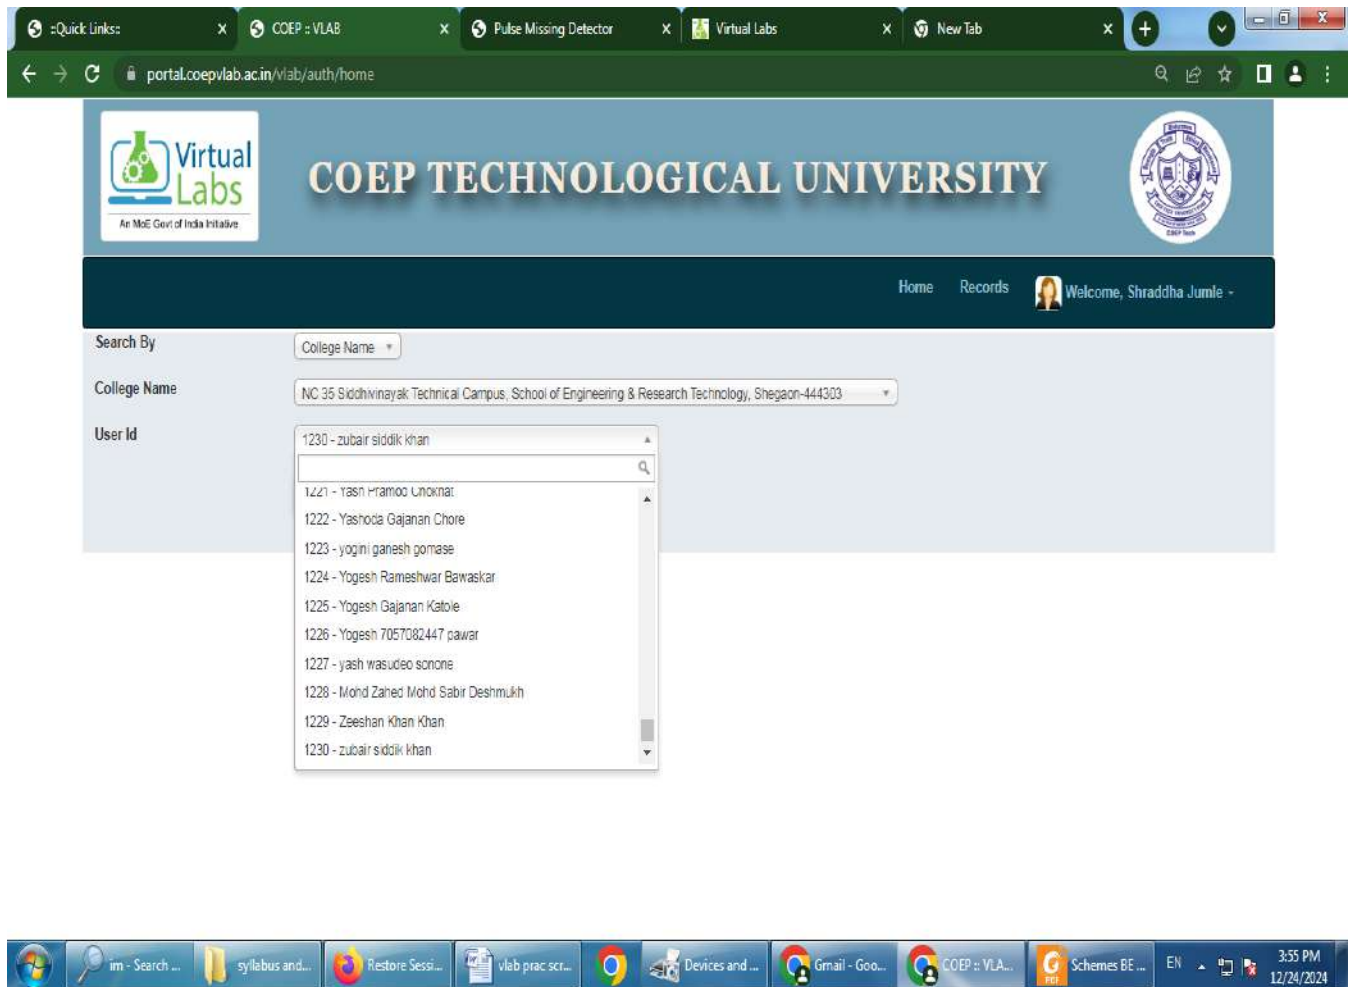 ::Quick Links::
COEP :: VLAB
Pulse Missing Detector
Virtual Labs
New Tab
portal.coepvlab.ac.in/vlab/auth/home
Virtual
Labs
An MoE Govt of India Initiative
COEP TECHNOLOGICAL UNIVERSITY
COEP Tech
Home Records Welcome, Shraddha Jumle
Search By
College Name
College Name
NC 35 Siddhivinayak Technical Campus, School of Engineering & Research Technology, Shegaon-444303
User Id
1230 - zubair siddik khan
1221 - Yash Pramod Chokhat
1222 - Yashoda Gajanan Chore
1223 - yogini ganesh gomase
1224 - Yogesh Rameshwar Bawaskar
1225 - Yogesh Gajanan Katole
1226 - Yogesh 7057082447 pawar
1227 - yash wasudeo sonone
1228 - Mohd Zahed Mohd Sabir Deshmukh
1229 - Zeeshan Khan Khan
1230 - zubair siddik khan
im - Search ...
syllabus and...
Restore Sessi...
vlab prac scr...
Devices and ...
Gmail - Goo...
COEP :: VLA...
Schemes BE ...
EN
3:55 PM
12/24/2024